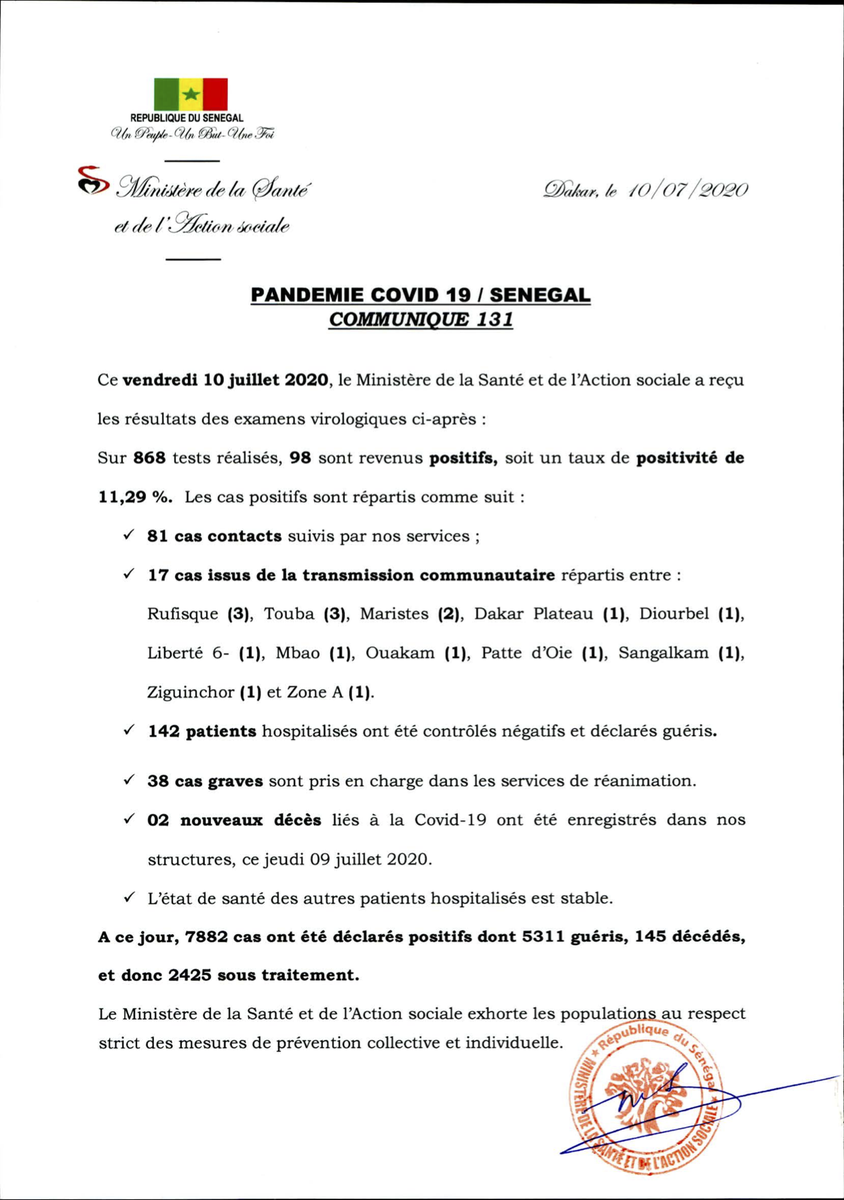 REPUBLIQUE DU SENEGAL
Un Peuple-Un But-Une Foi
Ministère de la Santé
et de l'Action sociale
Dakar, le 10/07/2020
PANDEMIE COVID 19 / SENEGAL
COMMUNIQUE 131
Ce vendredi 10 juillet 2020, le Ministère de la Santé et de l'Action sociale a reçu
les résultats des examens virologiques ci-après :
Sur 868 tests réalisés, 98 sont revenus positifs, soit un taux de positivité de
11,29 %. Les cas positifs sont répartis comme suit :
✓ 81 cas contacts suivis par nos services ;
✓ 17 cas issus de la transmission communautaire répartis entre :
Rufisque (3), Touba (3), Maristes (2), Dakar Plateau (1), Diourbel (1),
Liberté 6- (1), Mbao (1), Ouakam (1), Patte d'Oie (1), Sangalkam (1),
Ziguinchor (1) et Zone A (1).
✓ 142 patients hospitalisés ont été contrôlés négatifs et déclarés guéris.
✓ 38 cas graves sont pris en charge dans les services de réanimation.
✓ 02 nouveaux décès liés à la Covid-19 ont été enregistrés dans nos
structures, ce jeudi 09 juillet 2020.
✓ L'état de santé des autres patients hospitalisés est stable.
A ce jour, 7882 cas ont été déclarés positifs dont 5311 guéris, 145 décédés,
et donc 2425 sous traitement.
Le Ministère de la Santé et de l'Action sociale exhorte les populations au respect
strict des mesures de prévention collective et individuelle.
République du Sénégal
MINISTÈRE DE LA SANTÉ ET DE L'ACTION SOCIALE